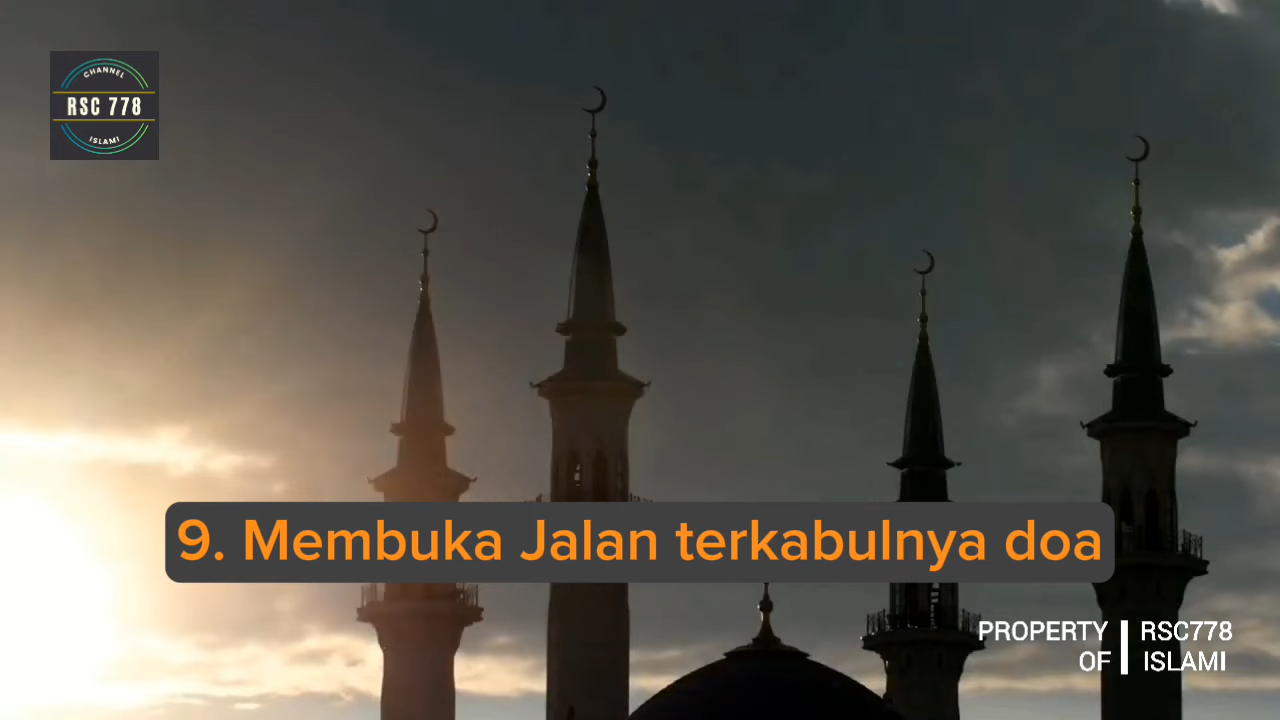 CHANNEL
RSC 778
ISLAMI
9. Membuka Jalan terkabulnya doa
PROPERTY OF
RSC778 ISLAMI